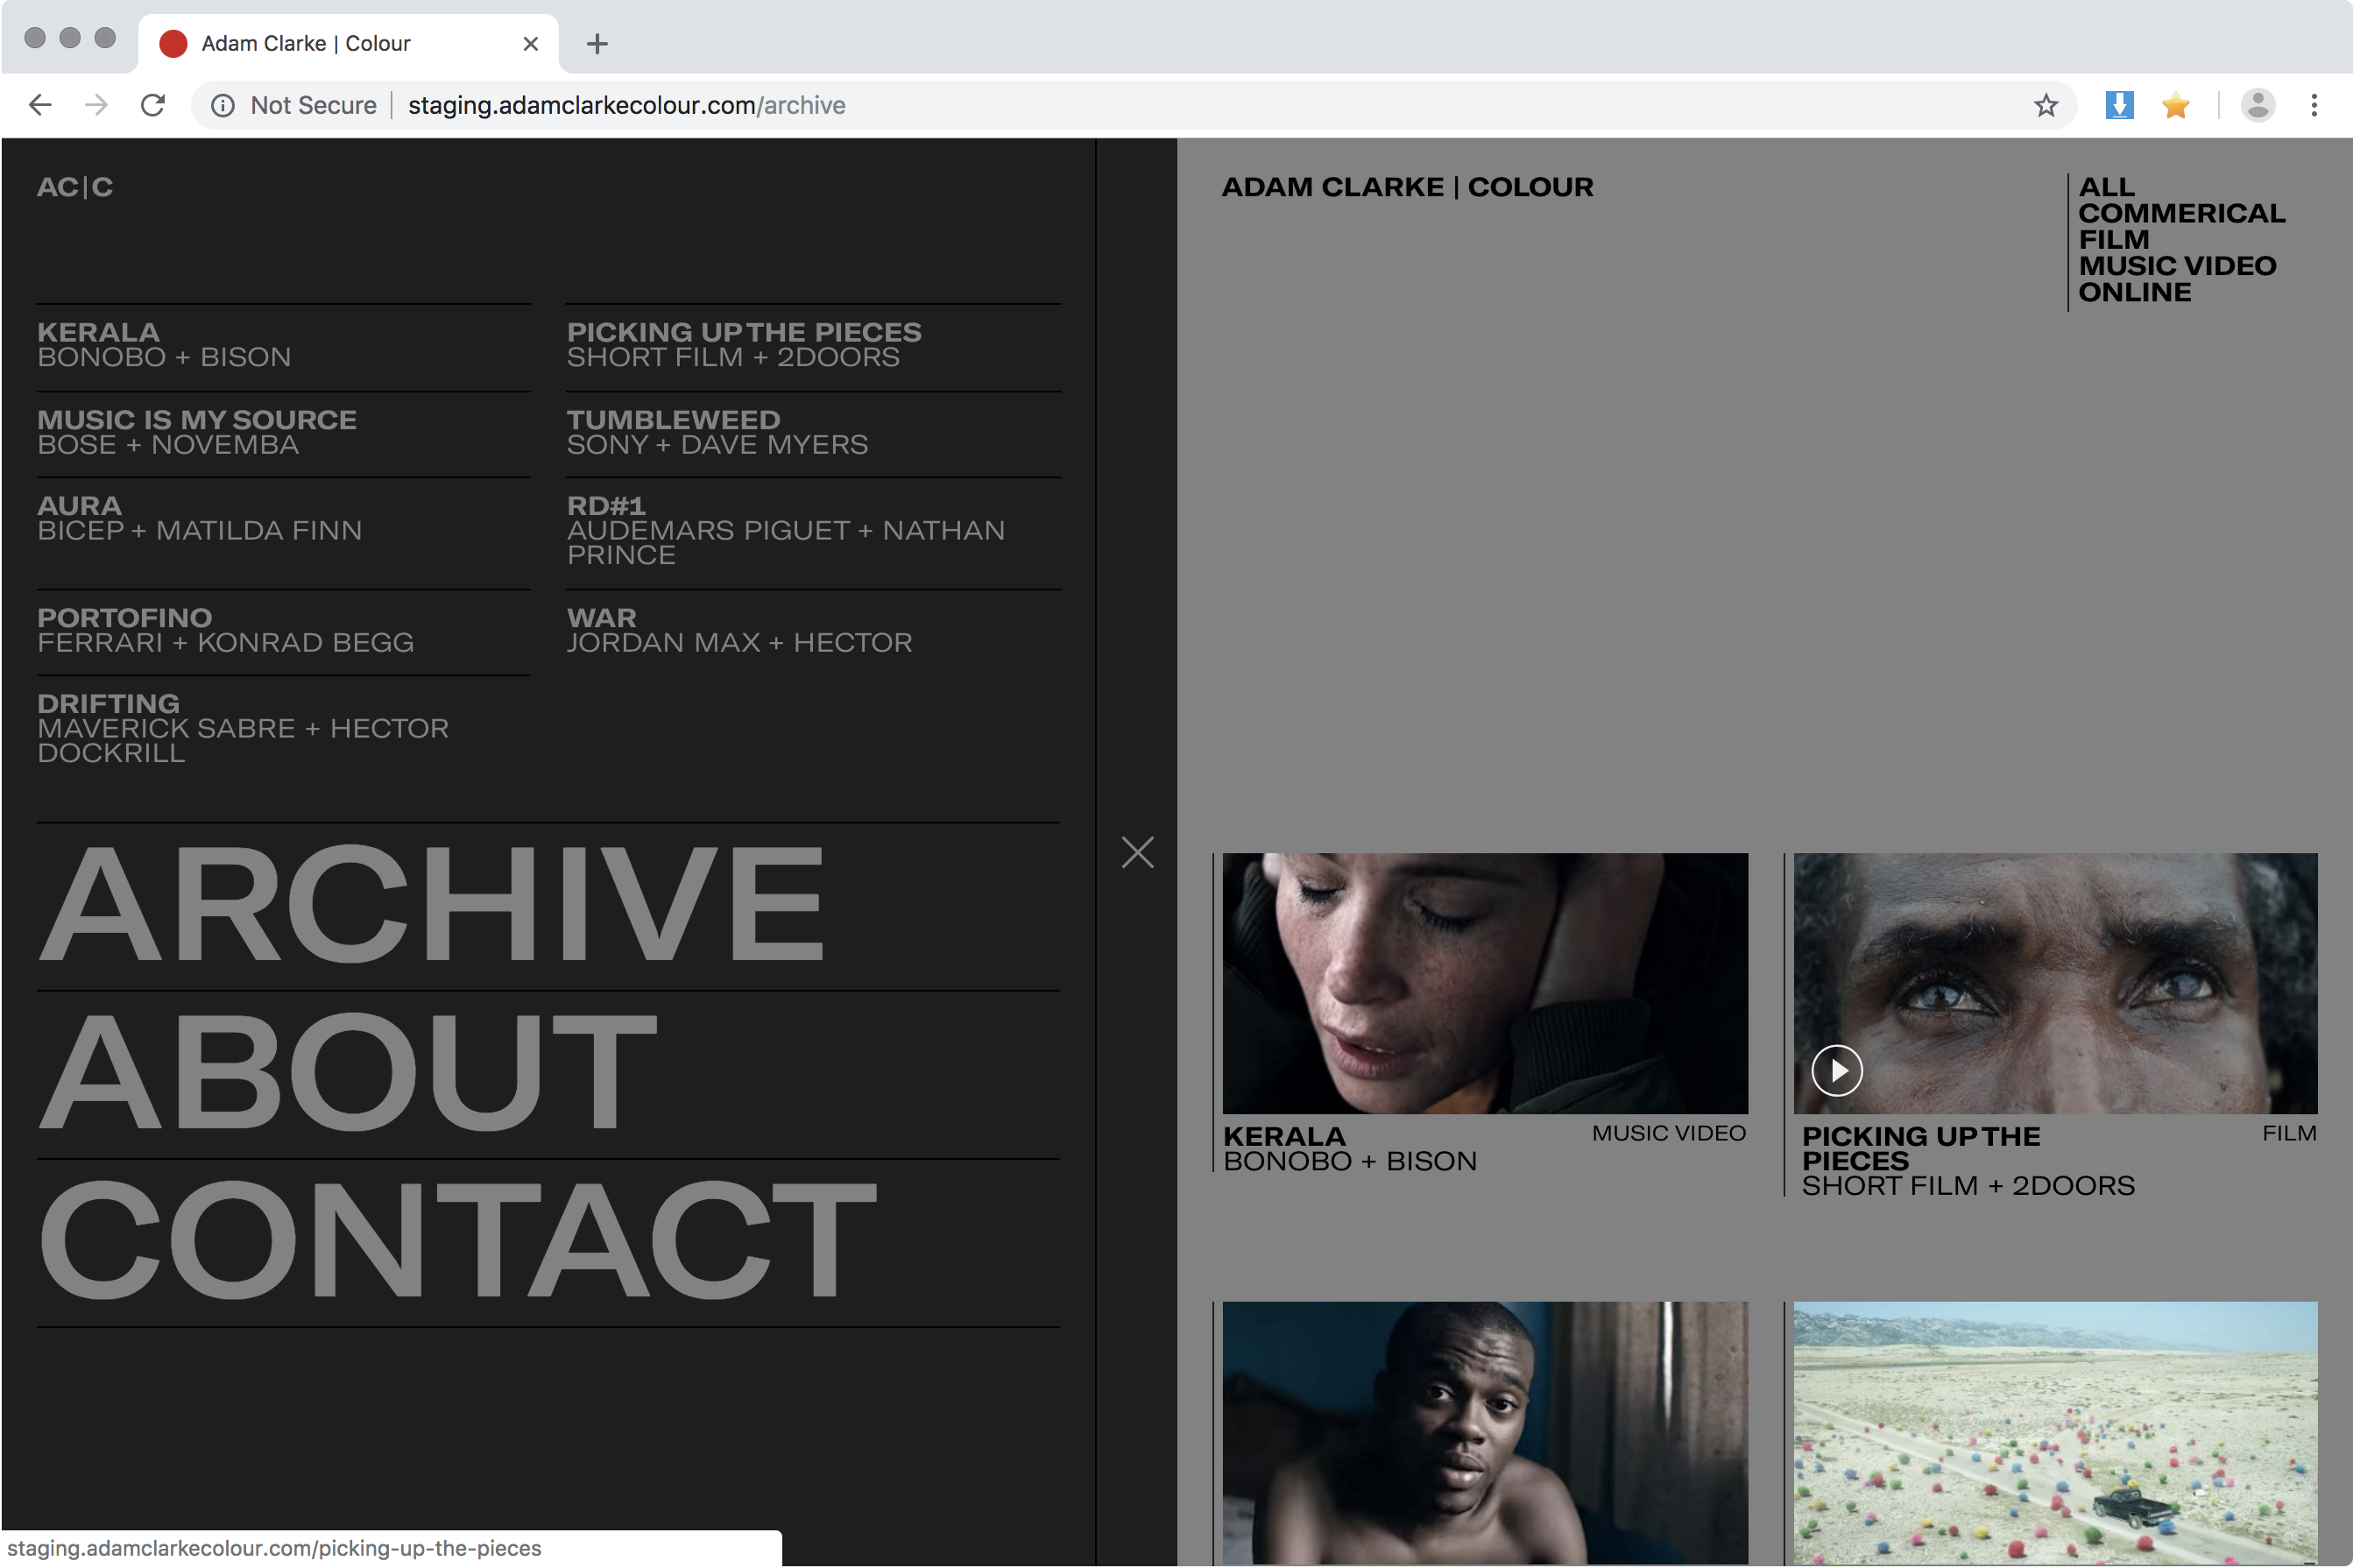 Adam Clarke | Colour
Not Secure
staging.adamclarkecolour.com/archive
AC|C
KERALA
BONOBO + BISON
PICKING UP THE PIECES
SHORT FILM + 2DOORS
MUSIC IS MY SOURCE
BOSE + NOVEMBA
TUMBLEWEED
SONY + DAVE MYERS
AURA
BICEP + MATILDA FINN
RD#1
AUDEMARS PIGUET + NATHAN
PRINCE
PORTOFINO
FERRARI + KONRAD BEGG
WAR
JORDAN MAX + HECTOR
DRIFTING
MAVERICK SABRE + HECTOR
DOCKRILL
ARCHIVE
ABOUT
CONTACT
ADAM CLARKE | COLOUR
ALL
COMMERICAL
FILM
MUSIC VIDEO
ONLINE
KERALA
BONOBO + BISON
MUSIC VIDEO
PICKING UP THE
PIECES
SHORT FILM + 2DOORS
FILM
staging.adamclarkecolour.com/picking-up-the-pieces